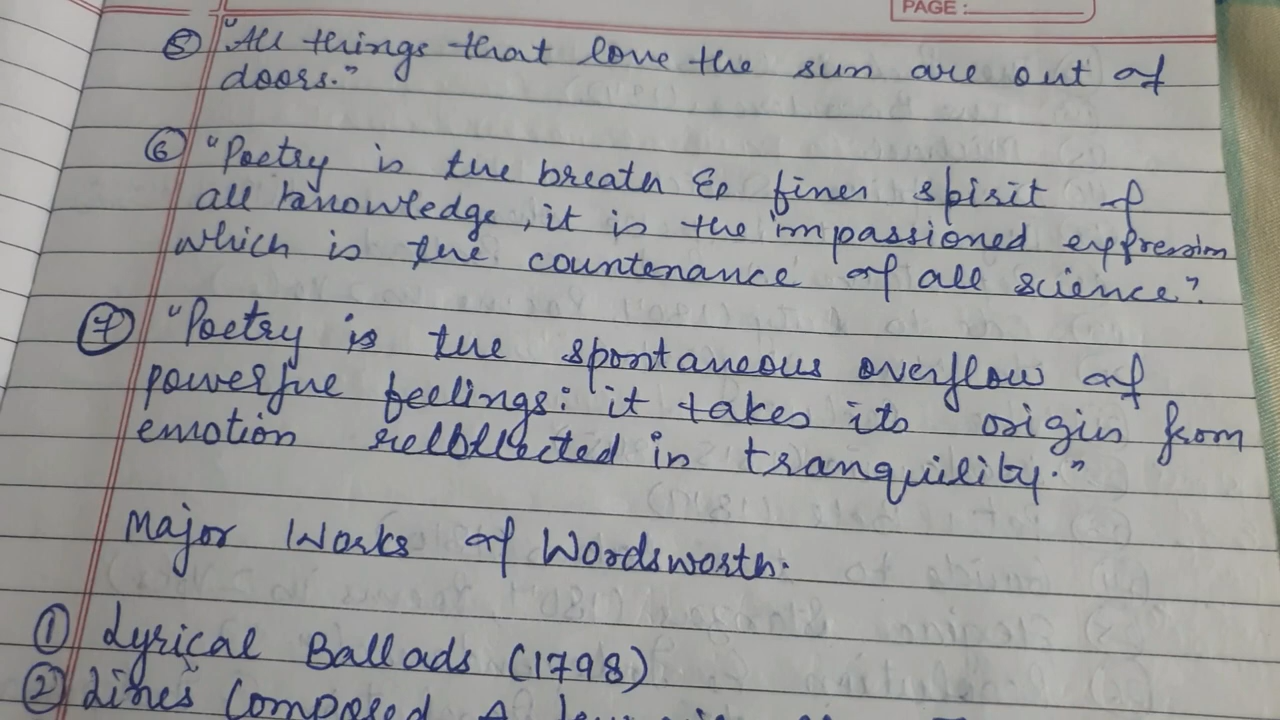 PAGE:
⑤ "All things that love the sun are out of
doors."
⑥ "Poetry is the breath & finer spirit of
all knowledge, it is the impassioned expression
which is the countenance of all science".
⑦ "Poetry is the spontaneous overflow of
powerful feelings: it takes its origin from
emotion recollected in tranquility."
Major Works of Wordsworth.
① Lyrical Ballads (1798)
② Lines Composed A